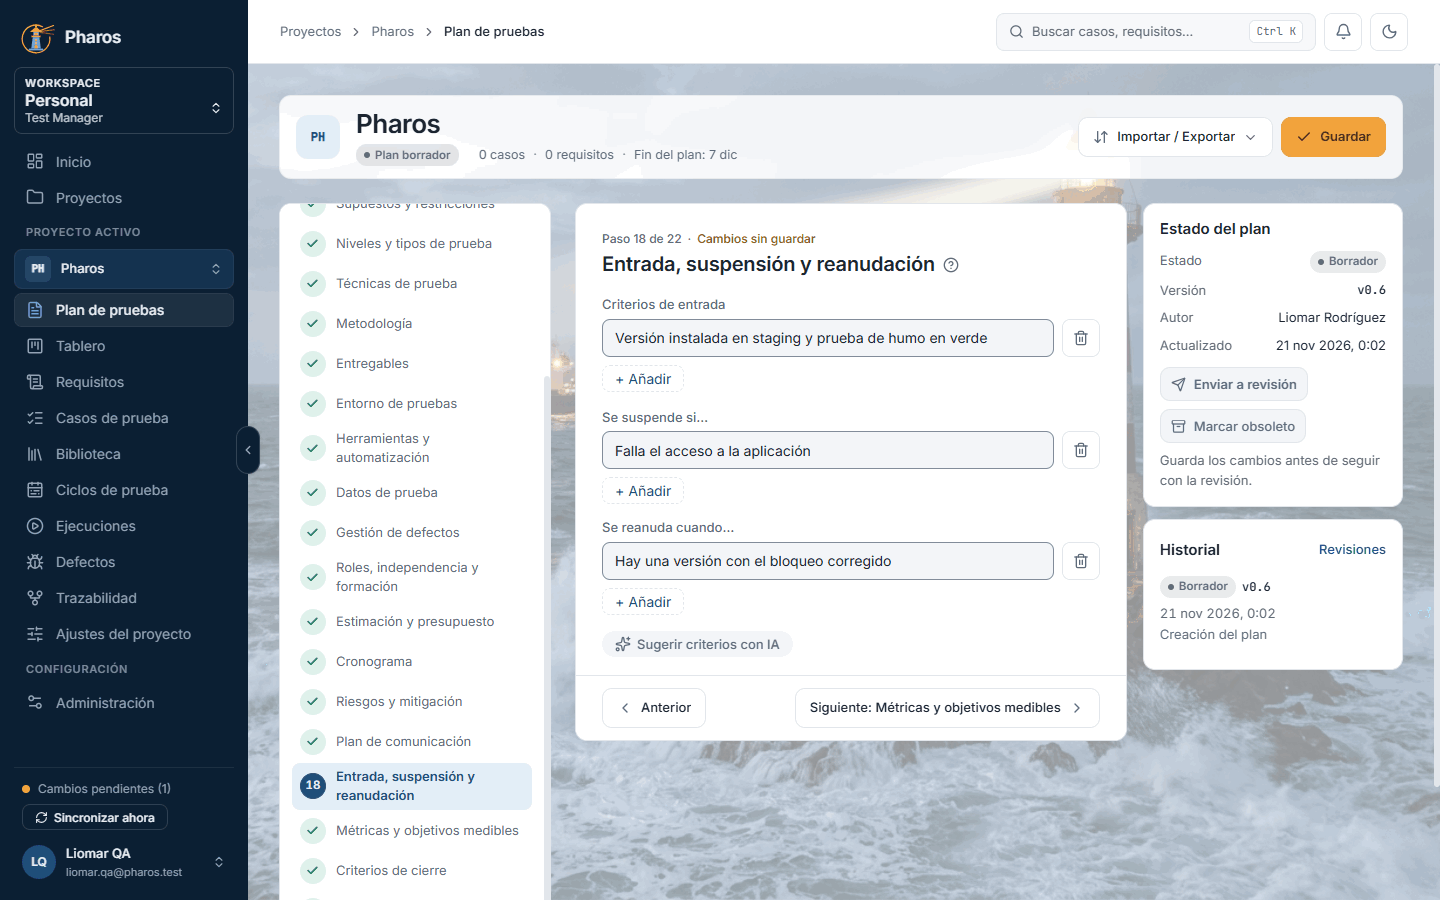 Pharos
WORKSPACE
Personal
Test Manager
Inicio
Proyectos
PROYECTO ACTIVO
PH Pharos
Plan de pruebas
Tablero
Requisitos
Casos de prueba
Biblioteca
Ciclos de prueba
Ejecuciones
Defectos
Trazabilidad
Ajustes del proyecto
CONFIGURACIÓN
Administración
Cambios pendientes (1)
Sincronizar ahora
LQ
Liomar QA
liomar.qa@pharos.test
Proyectos > Pharos > Plan de pruebas
Buscar casos, requisitos... Ctrl K
PH
Pharos
Plan borrador 0 casos · 0 requisitos · Fin del plan: 7 dic
Importar / Exportar
Guardar
Supuestos y restricciones
Niveles y tipos de prueba
Técnicas de prueba
Metodología
Entregables
Entorno de pruebas
Herramientas y
automatización
Datos de prueba
Gestión de defectos
Roles, independencia y
formación
Estimación y presupuesto
Cronograma
Riesgos y mitigación
Plan de comunicación
18 Entrada, suspensión y
reanudación
Métricas y objetivos medibles
Criterios de cierre
Paso 18 de 22 · Cambios sin guardar
Entrada, suspensión y reanudación
Criterios de entrada
Versión instalada en staging y prueba de humo en verde
+ Añadir
Se suspende si...
Falla el acceso a la aplicación
+ Añadir
Se reanuda cuando...
Hay una versión con el bloqueo corregido
+ Añadir
Sugerir criterios con IA
Anterior
Siguiente: Métricas y objetivos medibles
Estado del plan
Estado Borrador
Versión v0.6
Autor Liomar Rodríguez
Actualizado 21 nov 2026, 0:02
Enviar a revisión
Marcar obsoleto
Guarda los cambios antes de seguir
con la revisión.
Historial Revisiones
Borrador v0.6
21 nov 2026, 0:02
Creación del plan